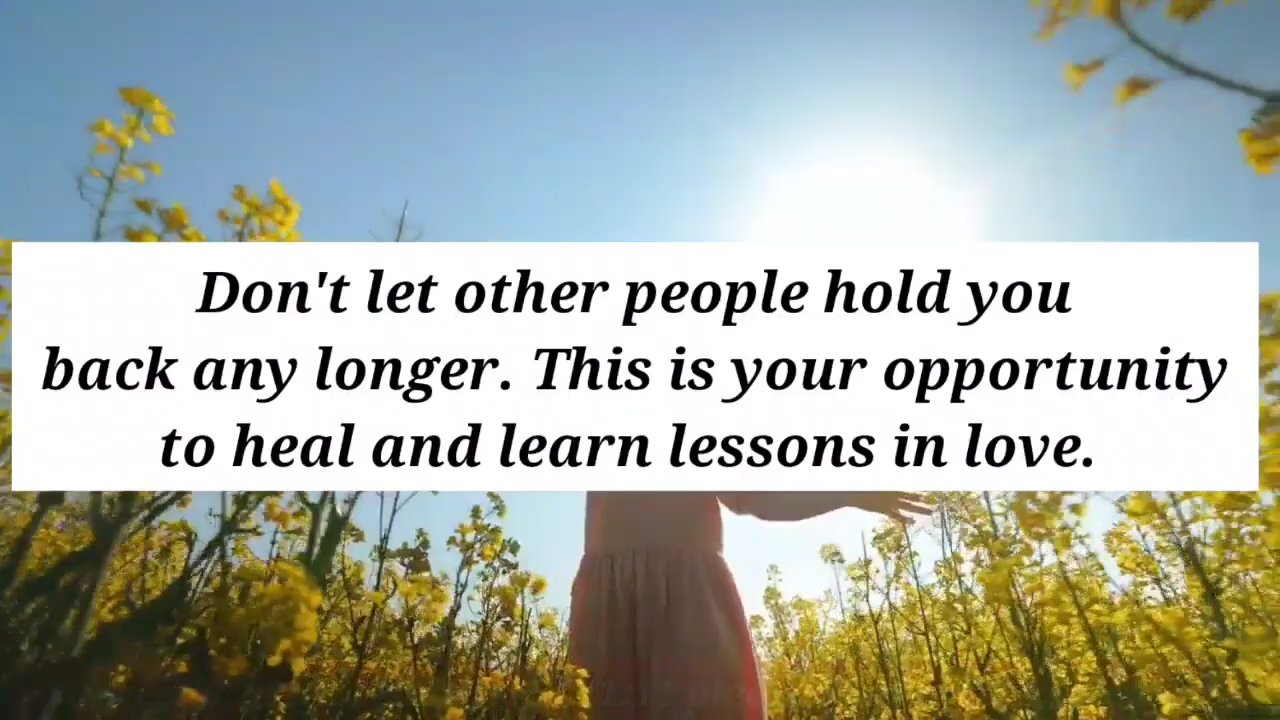 Don't let other people hold you
back any longer. This is your opportunity
to heal and learn lessons in love.